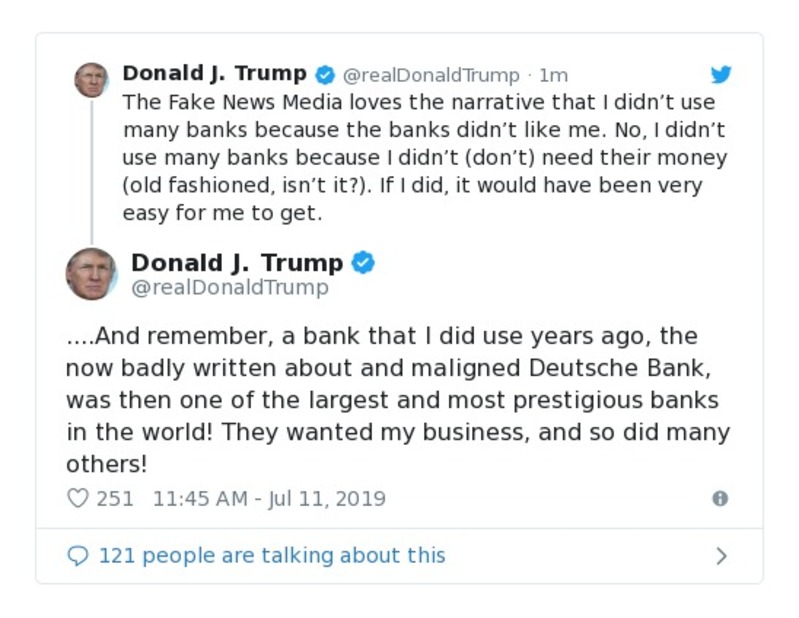 Donald J. Trump @realDonaldTrump · 1m
The Fake News Media loves the narrative that I didn’t use
many banks because the banks didn’t like me. No, I didn’t
use many banks because I didn’t (don’t) need their money
(old fashioned, isn’t it?). If I did, it would have been very
easy for me to get.
Donald J. Trump
@realDonaldTrump
....And remember, a bank that I did use years ago, the
now badly written about and maligned Deutsche Bank,
was then one of the largest and most prestigious banks
in the world! They wanted my business, and so did many
others!
251 11:45 AM - Jul 11, 2019
121 people are talking about this